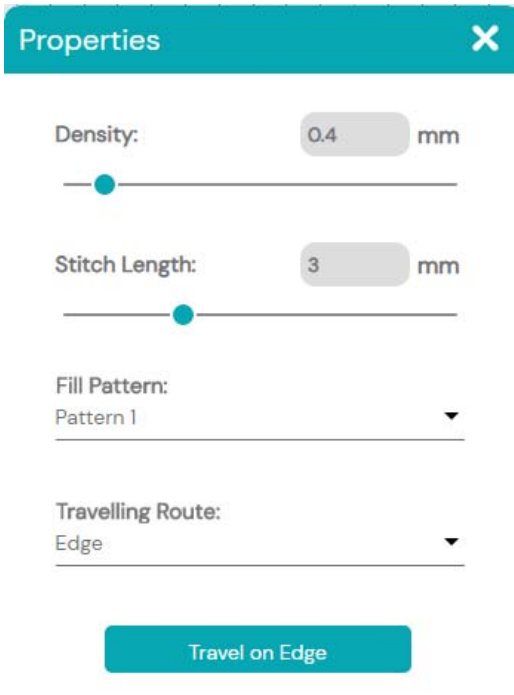 Properties
Density: 0.4 mm
Stitch Length: 3 mm
Fill Pattern:
Pattern 1
Travelling Route:
Edge
Travel on Edge